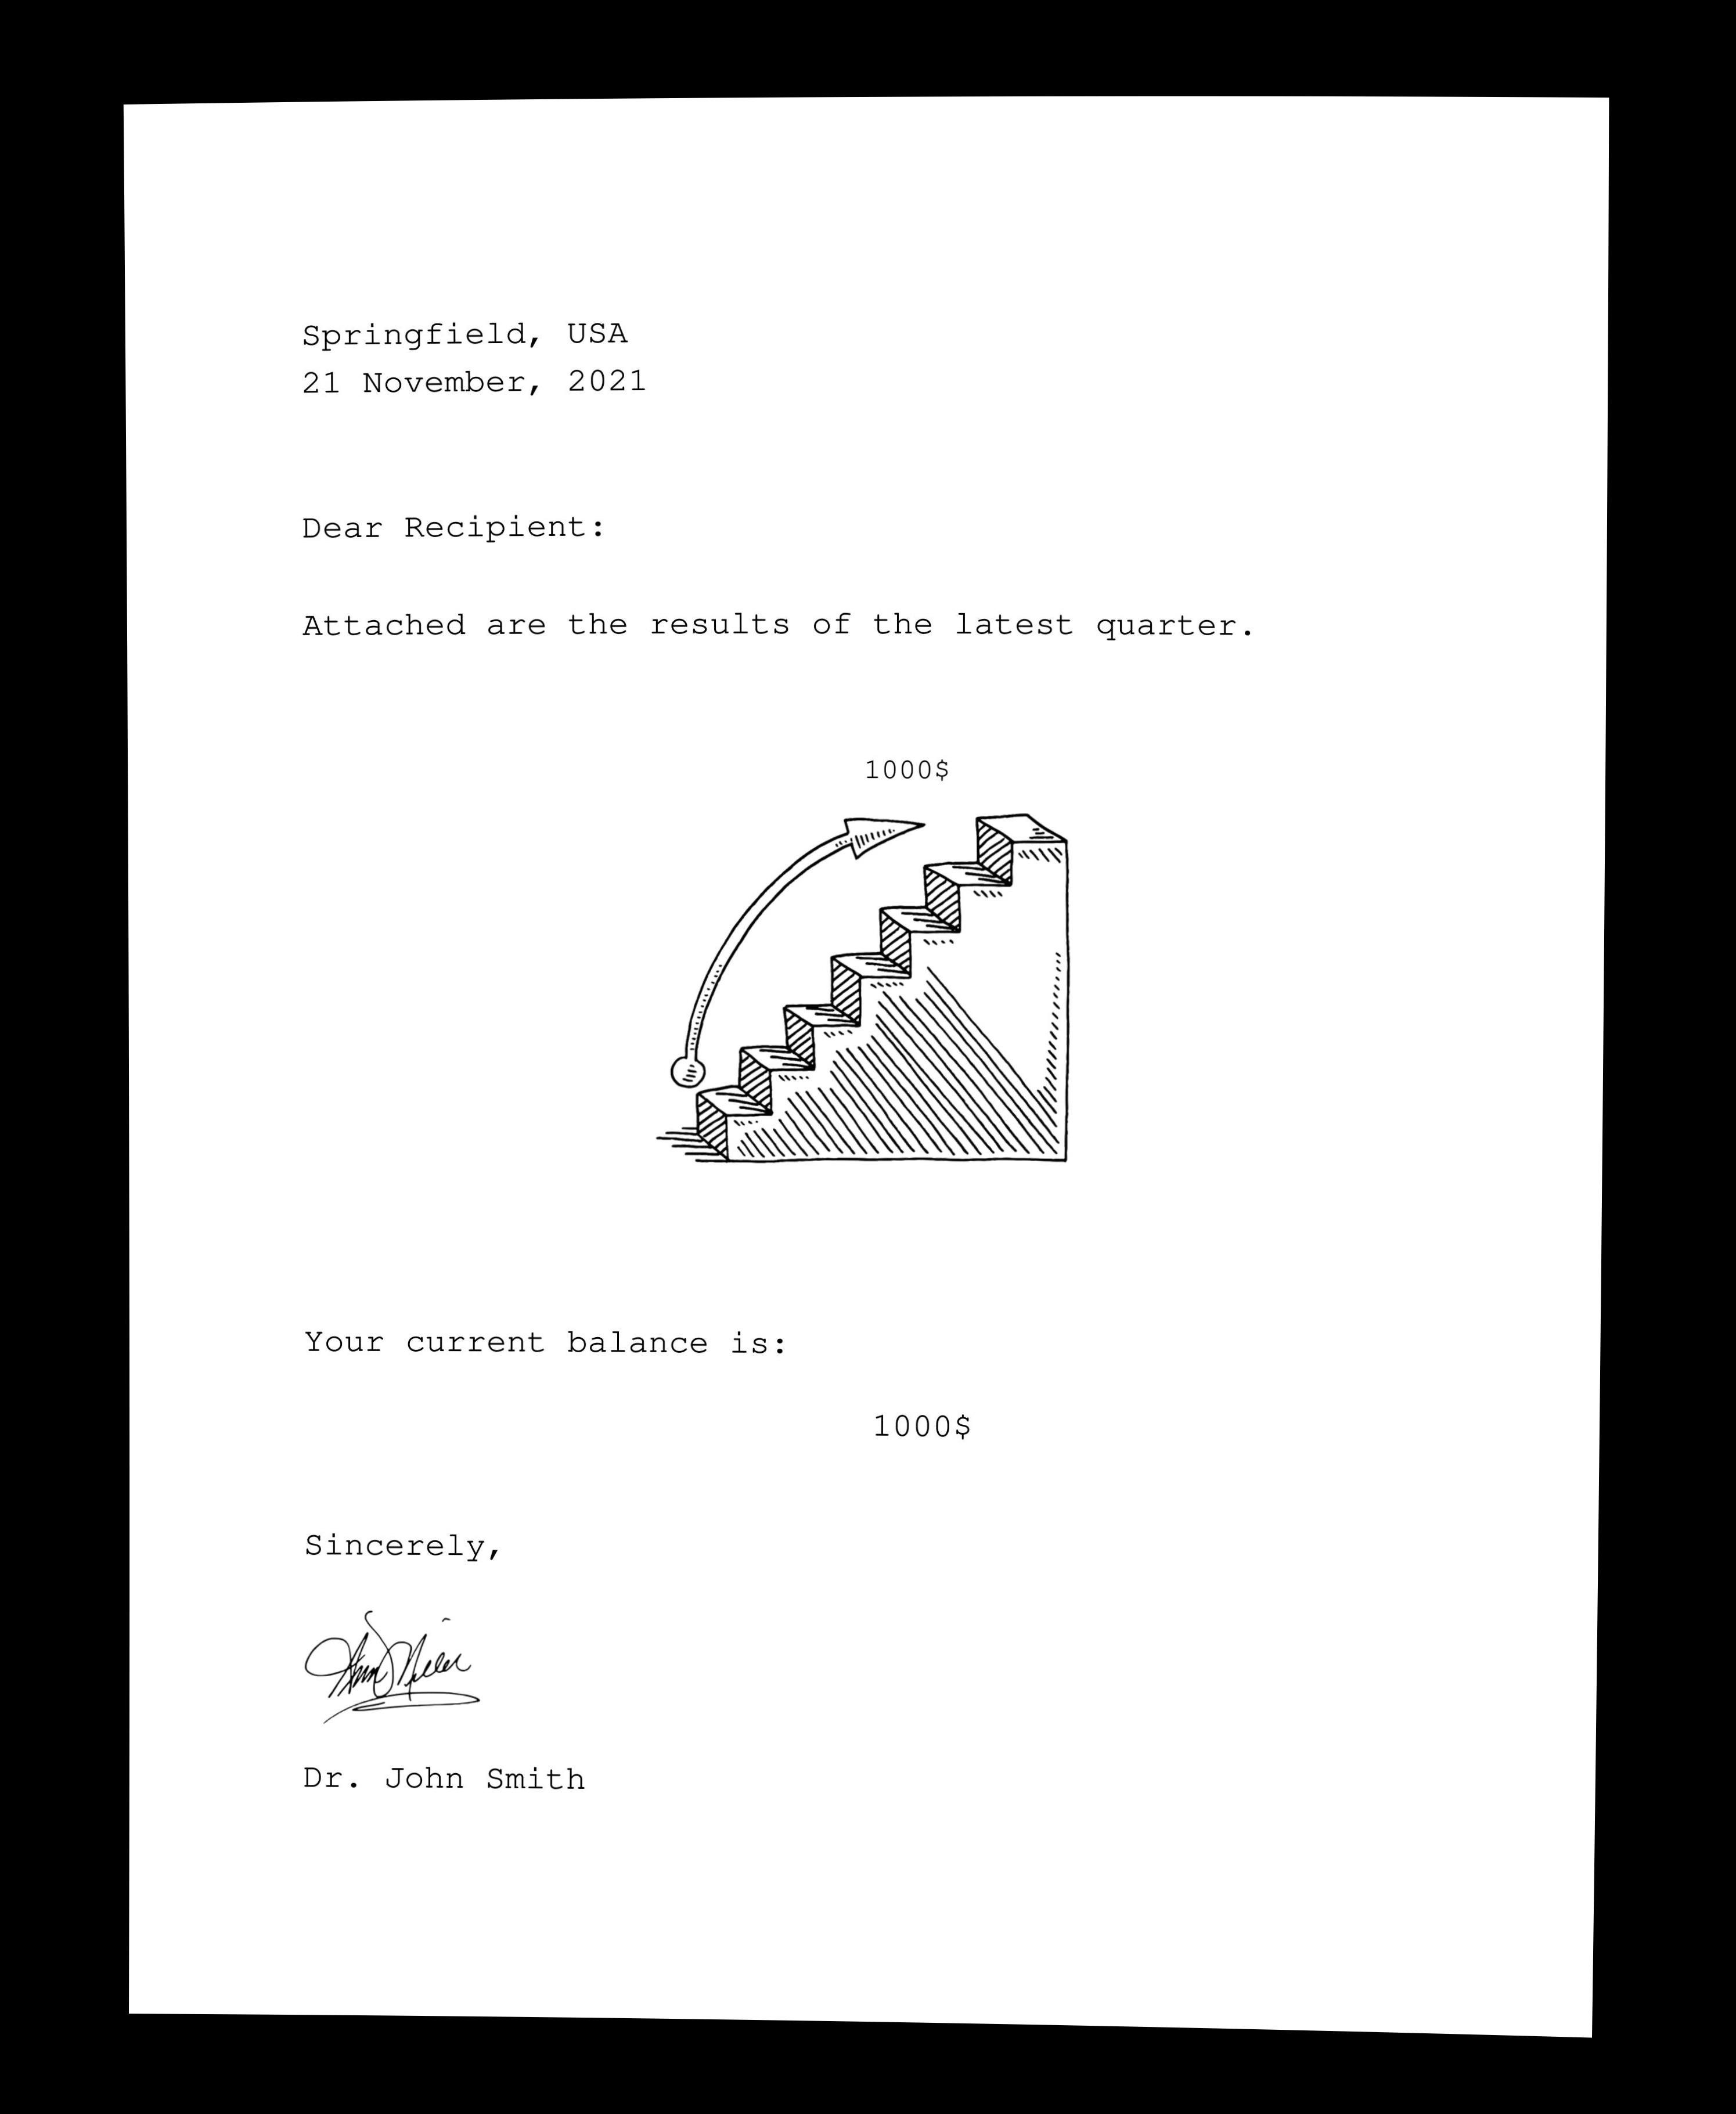 Springfield, USA
21 November, 2021
Dear Recipient:
Attached are the results of the latest quarter.
1000$
Your current balance is:
1000$
Sincerely,
Dr. John Smith